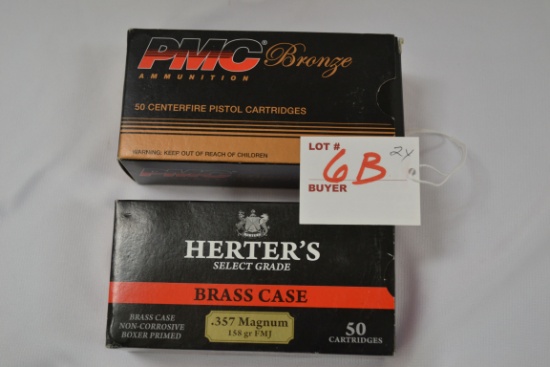 PMC Bronze
AMMUNITION
50 CENTERFIRE PISTOL CARTRIDGES
WARNING: KEEP OUT OF REACH OF CHILDREN
LOT #
6B
2X
BUYER
HERTER'S
SELECT GRADE
BRASS CASE
BRASS CASE
NON-CORROSIVE
BOXER PRIMED
.357 Magnum
158 gr FMJ
50
CARTRIDGES